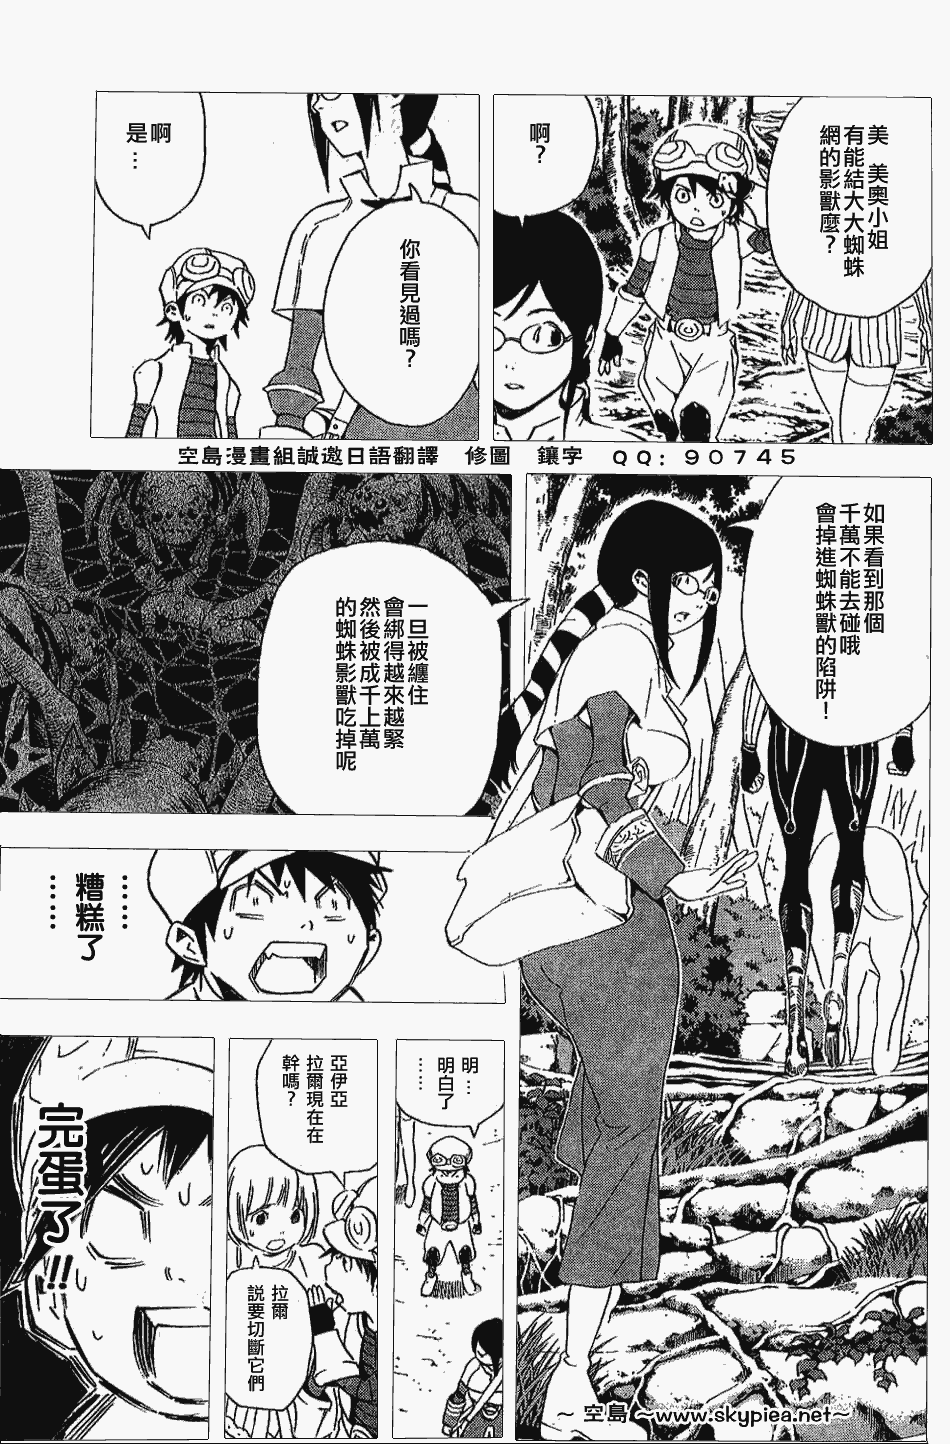 美 美奧小姐
有能結大大蜘蛛
網的影獸麼？
啊？
你看見過嗎？
是啊
…
空島漫畫組誠邀日語翻譯 修圖 鑲字 QQ: 90745
如果看到那個
千萬不能去碰哦
會掉進蜘蛛獸的陷阱！
一旦被纏住
會綁得越來越緊
然後被成千上萬
的蜘蛛影獸吃掉呢
……
糟糕了
……
明…
明白了
……
亞伊亞
拉爾現在在
幹嗎？
拉爾
說要切斷它們
完蛋了!!
～ 空島 ～www.skypiea.net～